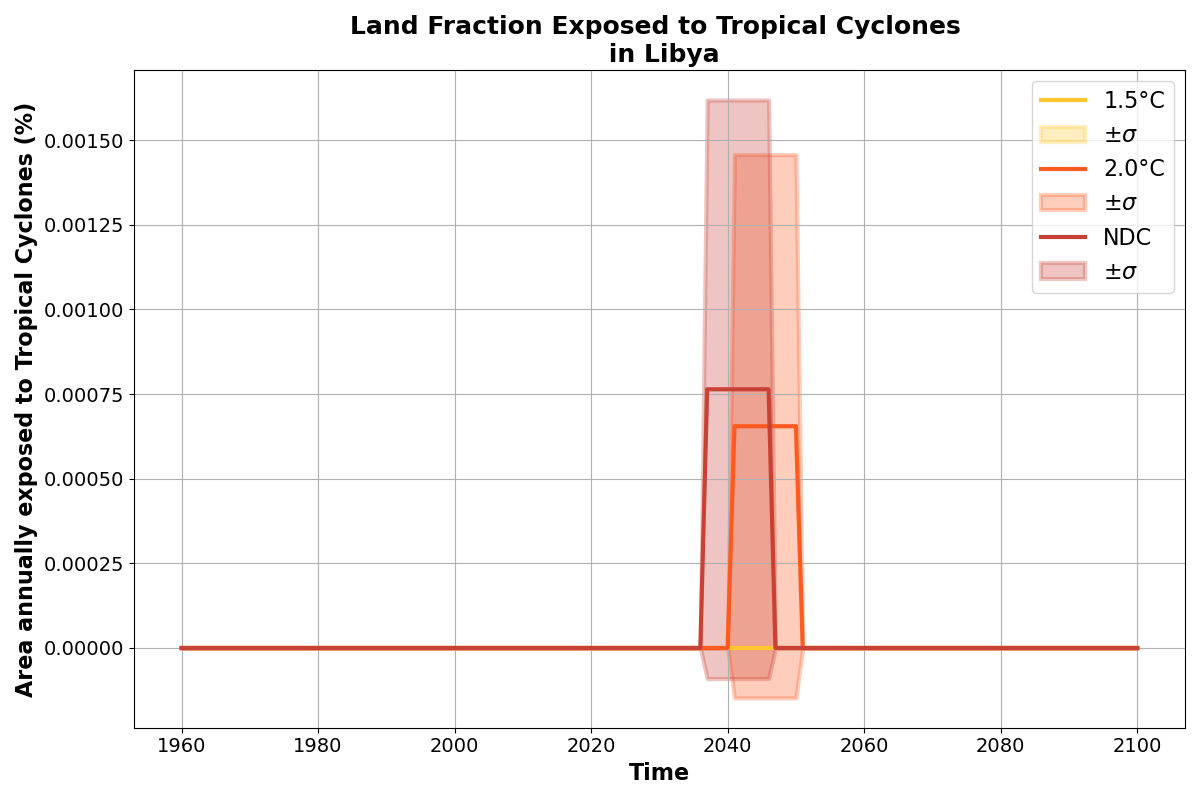 Land Fraction Exposed to Tropical Cyclones
in Libya
Area annually exposed to Tropical Cyclones (%)
0.00150
0.00125
0.00100
0.00075
0.00050
0.00025
0.00000
1.5°C
±σ
2.0°C
±σ
NDC
±σ
1960
1980
2000
2020
2040
2060
2080
2100
Time